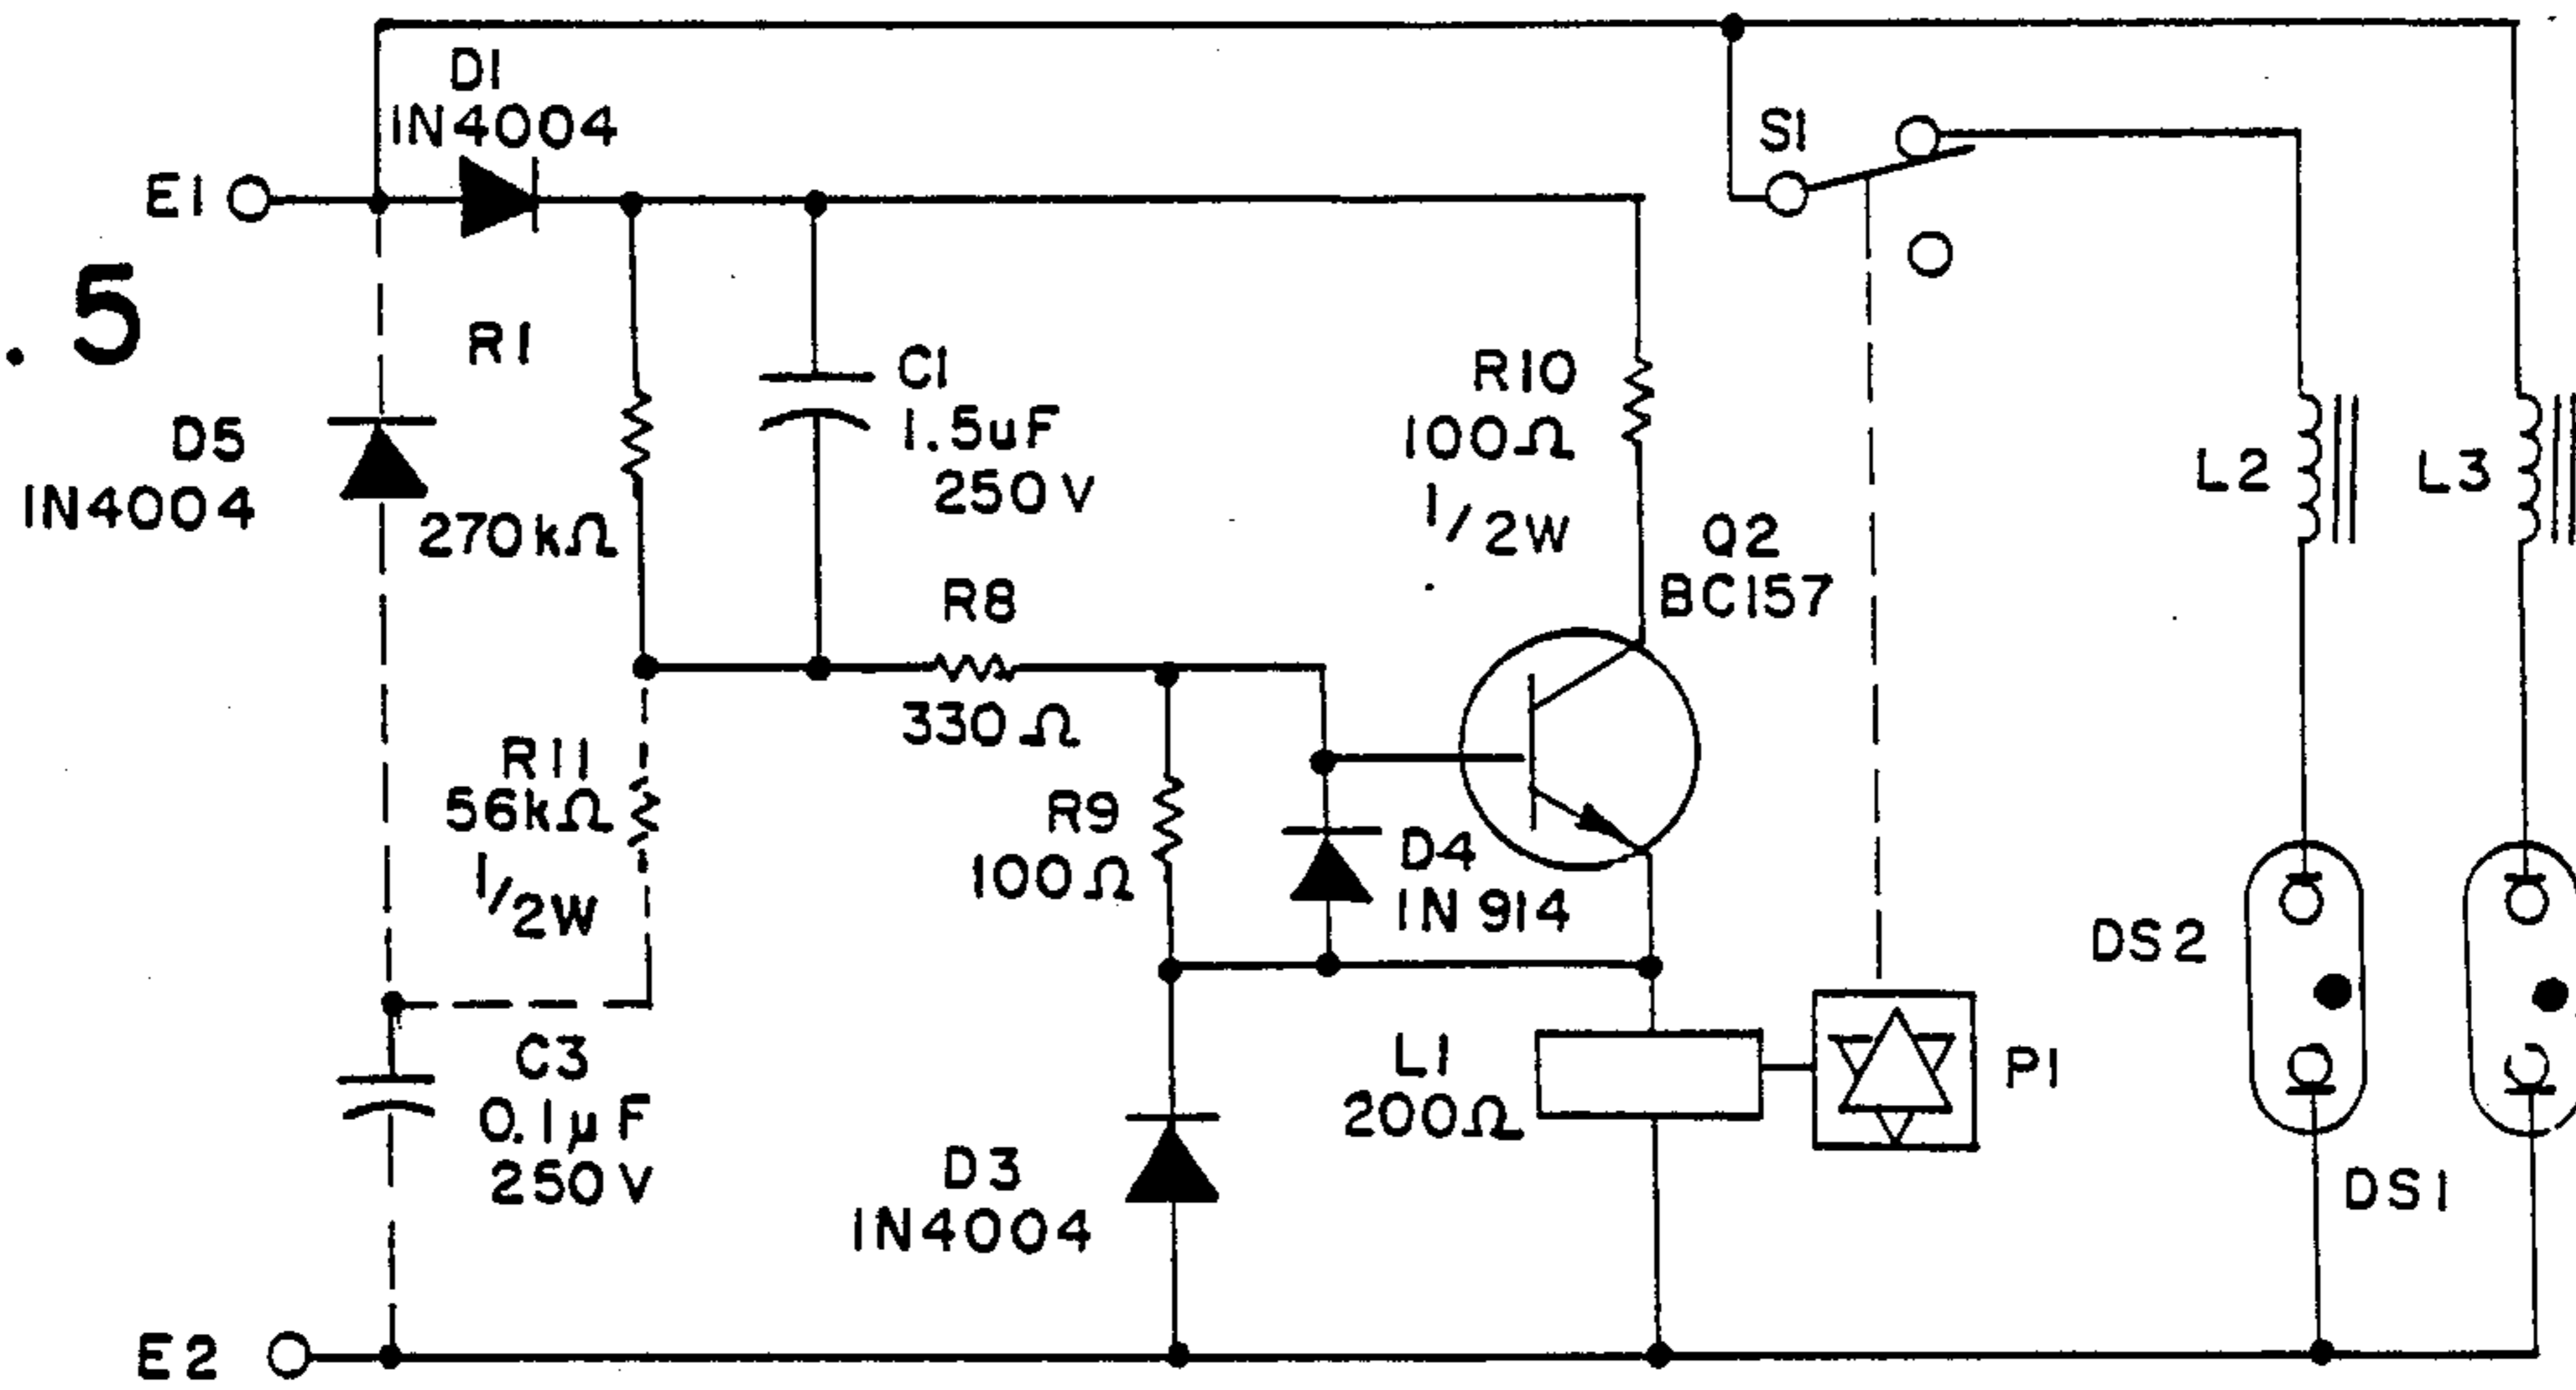 D1
1N4004
E1
S1
. 5
R1
D5
1N4004
270kΩ
C1
1.5uF
250V
R10
100Ω
1/2W
Q2
BC157
L2
L3
R8
330Ω
R11
56kΩ
1/2W
R9
100Ω
D4
1N914
DS2
C3
0.1µF
250V
D3
1N4004
L1
200Ω
P1
DS1
E2